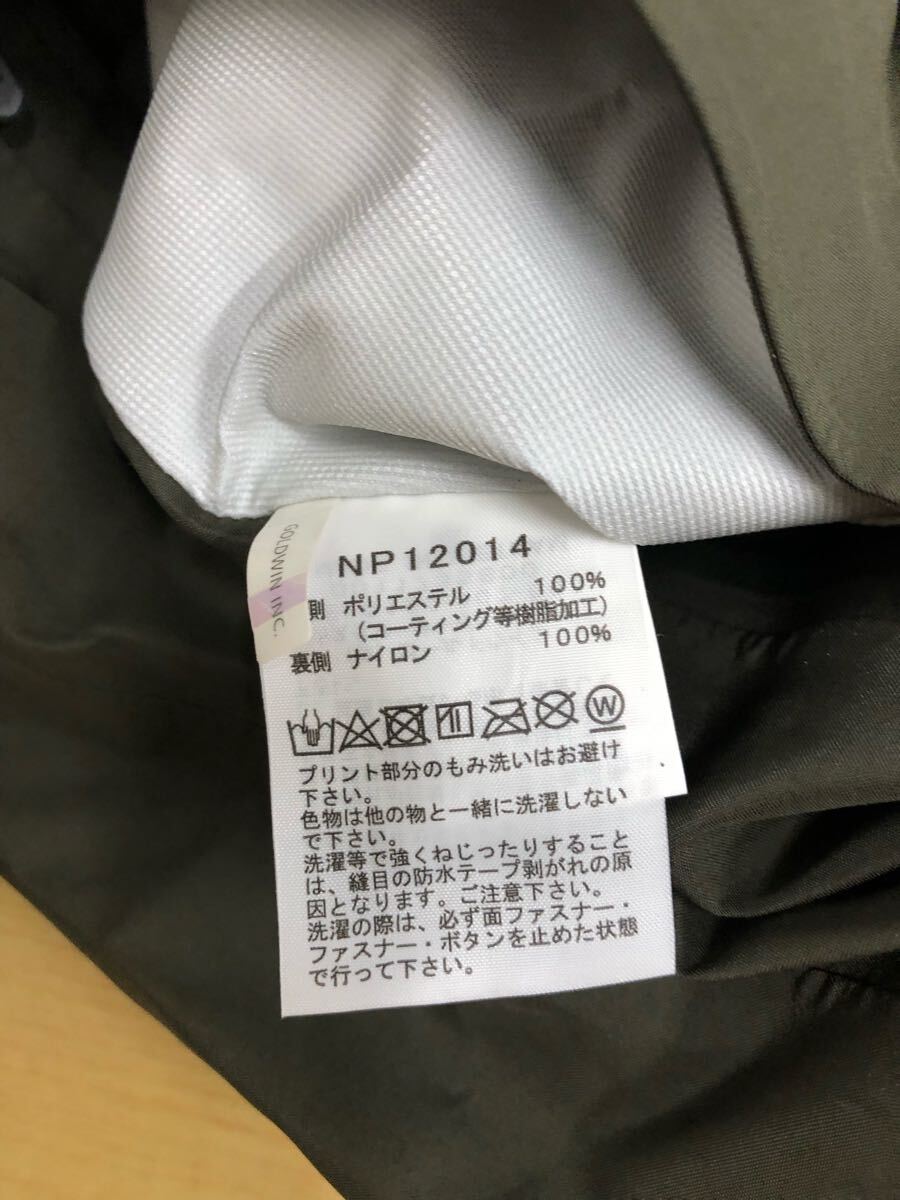 GOLDWIN INC.
NP12014
側 ポリエステル 100%
(コーティング等樹脂加工)
裏側 ナイロン 100%
W
プリント部分のもみ洗いはお避け
下さい。
色物は他の物と一緒に洗濯しない
で下さい。
洗濯等で強くねじったりすること
は、縫目の防水テープ剥がれの原
因となります。ご注意下さい。
洗濯の際は、必ず面ファスナー・
ファスナー・ボタンを止めた状態
で行って下さい。